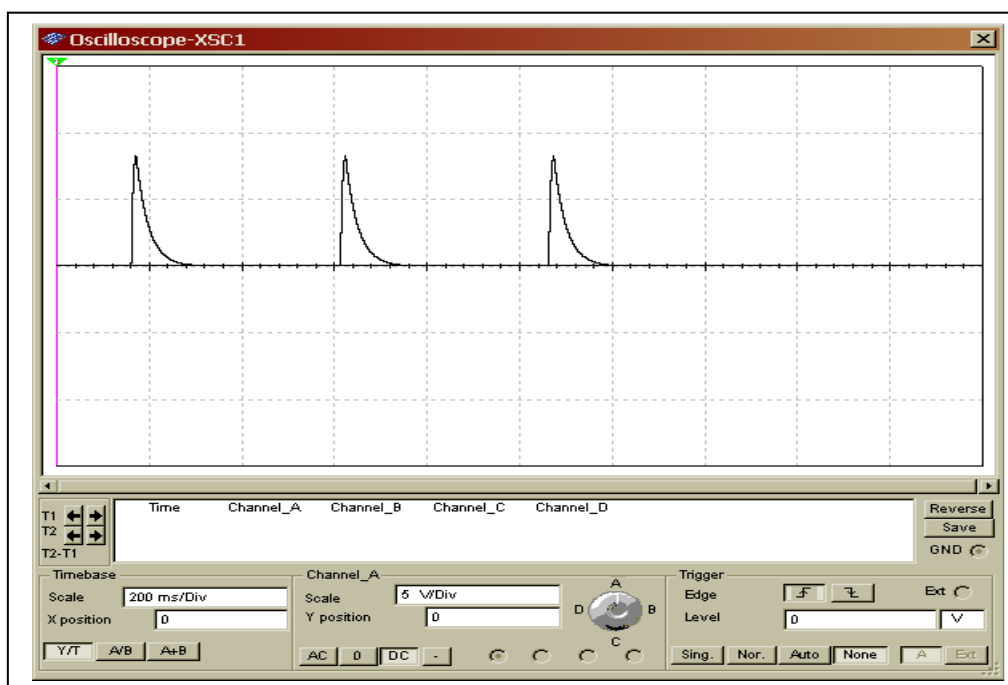 Oscilloscope-XSC1
Time Channel_A Channel_B Channel_C Channel_D
T1
T2
T2-T1
Reverse
Save
GND
Timebase
Scale 200 ms/Div
X position 0
Y/T A/B A+B
Channel_A
Scale 5 V/Div
Y position 0
AC 0 DC -
A
B
C
D
Trigger
Edge Ext
Level 0 V
Sing. Nor. Auto None A Ext